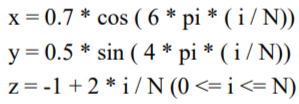 x = 0.7 * cos ( 6 * pi * ( i / N))
y = 0.5 * sin ( 4 * pi * ( i / N))
z = -1 + 2 * i / N (0 <= i <= N)